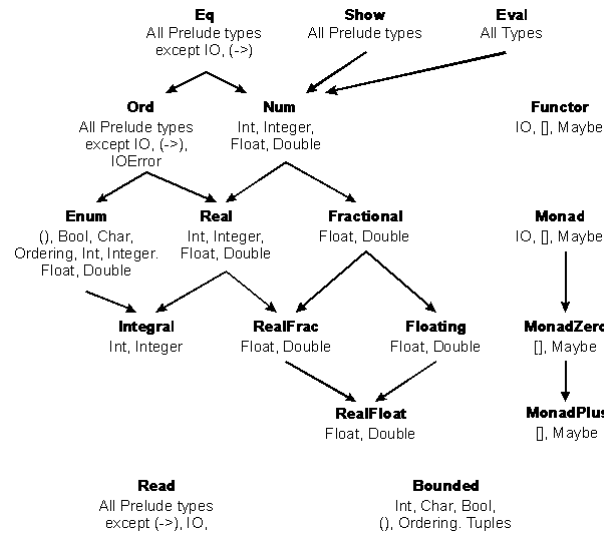 Eq
All Prelude types
except IO, (->)
Show
All Prelude types
Eval
All Types
Ord
All Prelude types
except IO, (->),
IOError
Num
Int, Integer,
Float, Double
Functor
IO, [], Maybe
Enum
(), Bool, Char,
Ordering, Int, Integer.
Float, Double
Real
Int, Integer,
Float, Double
Fractional
Float, Double
Monad
IO, [], Maybe
Integral
Int, Integer
RealFrac
Float, Double
Floating
Float, Double
MonadZero
[], Maybe
RealFloat
Float, Double
MonadPlus
[], Maybe
Read
All Prelude types
except (->), IO,
Bounded
Int, Char, Bool,
(), Ordering. Tuples